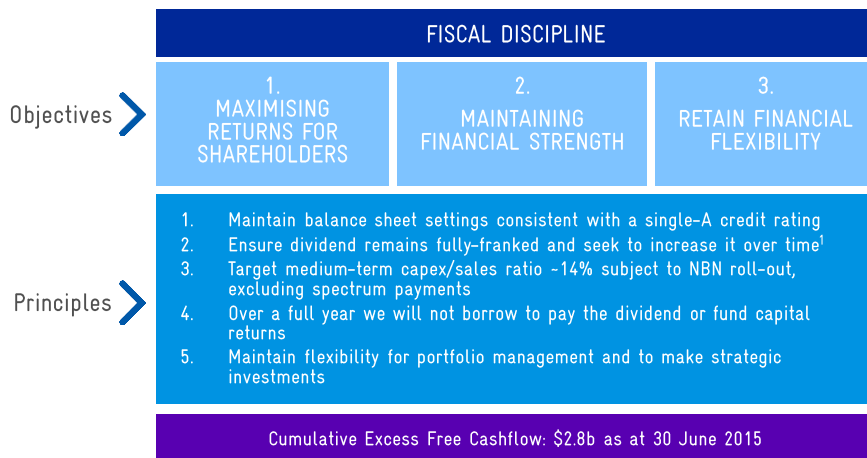 FISCAL DISCIPLINE
Objectives
1.
MAXIMISING
RETURNS FOR
SHAREHOLDERS
2.
MAINTAINING
FINANCIAL STRENGTH
3.
RETAIN FINANCIAL
FLEXIBILITY
Principles
1. Maintain balance sheet settings consistent with a single-A credit rating
2. Ensure dividend remains fully-franked and seek to increase it over time¹
3. Target medium-term capex/sales ratio ~14% subject to NBN roll-out,
excluding spectrum payments
4. Over a full year we will not borrow to pay the dividend or fund capital
returns
5. Maintain flexibility for portfolio management and to make strategic
investments
Cumulative Excess Free Cashflow: $2.8b as at 30 June 2015